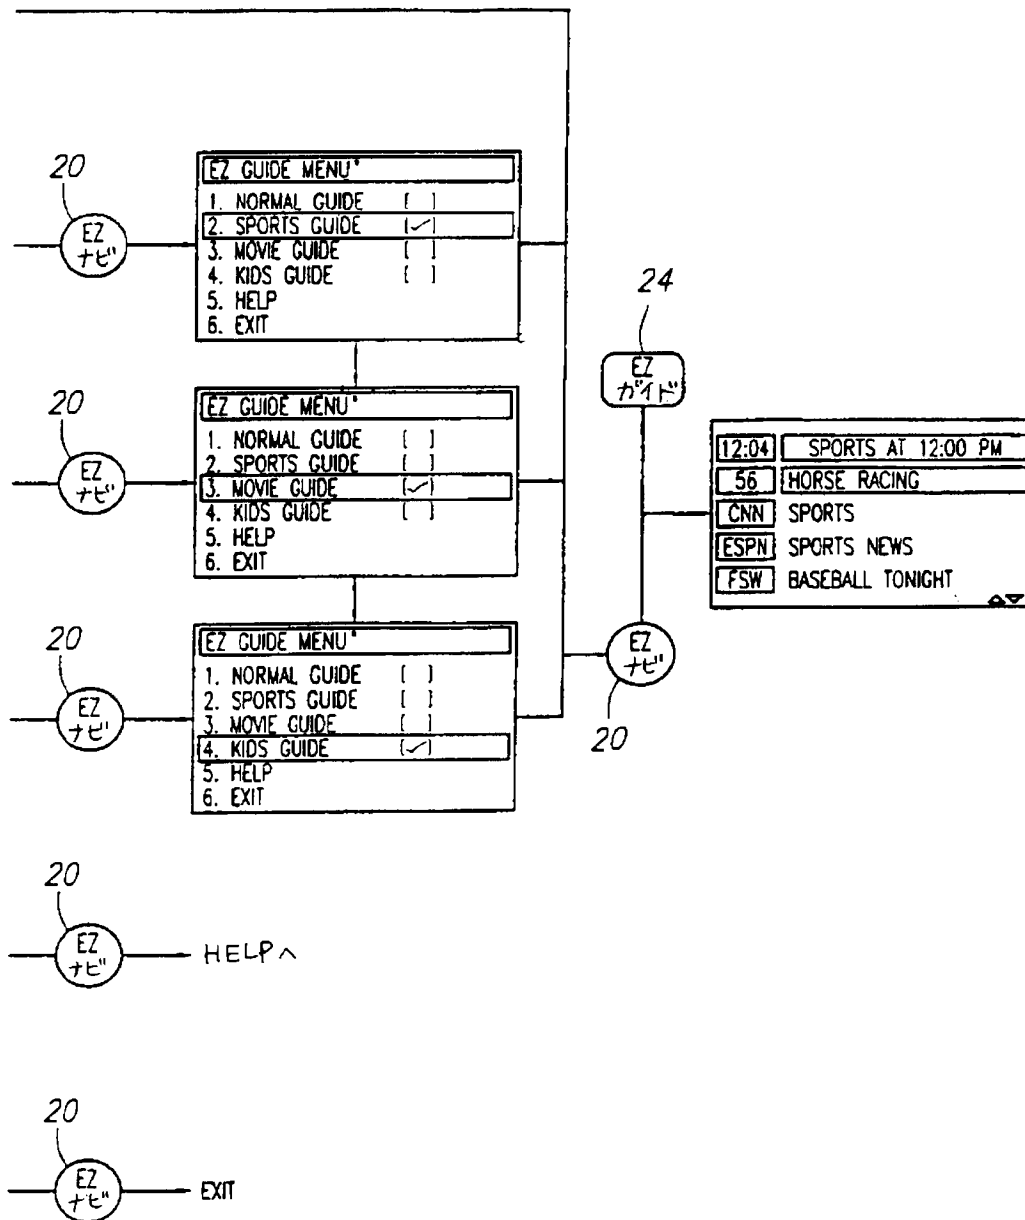 20
EZ
ナビ
EZ GUIDE MENU"
1. NORMAL GUIDE [ ]
2. SPORTS GUIDE [✓]
3. MOVIE GUIDE [ ]
4. KIDS GUIDE [ ]
5. HELP
6. EXIT
24
EZ
ガイド
20
EZ
ナビ
EZ GUIDE MENU"
1. NORMAL GUIDE [ ]
2. SPORTS GUIDE [ ]
3. MOVIE GUIDE [✓]
4. KIDS GUIDE [ ]
5. HELP
6. EXIT
12:04 SPORTS AT 12:00 PM
56 HORSE RACING
CNN SPORTS
ESPN SPORTS NEWS
FSW BASEBALL TONIGHT
20
EZ
ナビ
EZ GUIDE MENU"
1. NORMAL GUIDE [ ]
2. SPORTS GUIDE [ ]
3. MOVIE GUIDE [ ]
4. KIDS GUIDE [✓]
5. HELP
6. EXIT
EZ
ナビ
20
20
EZ
ナビ
HELPへ
20
EZ
ナビ
EXIT